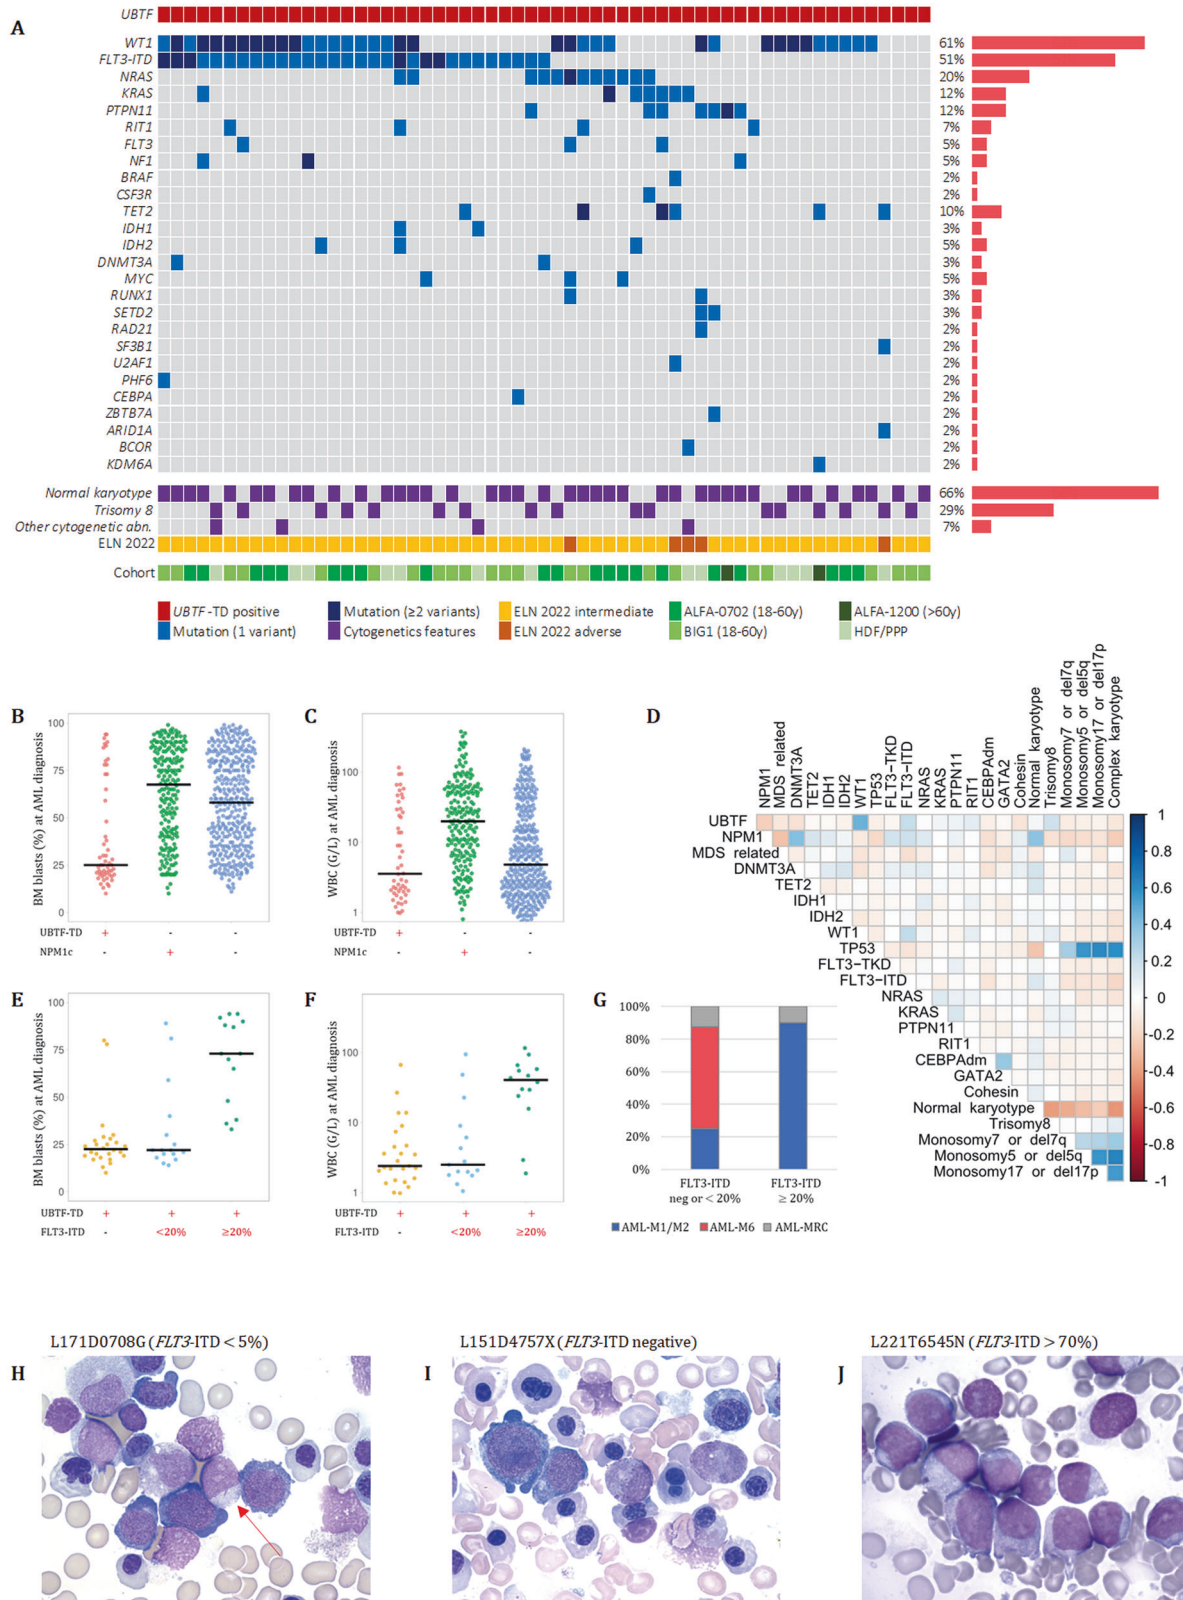 A
UBTF
WT1 61%
FLT3-ITD 51%
NRAS 20%
KRAS 12%
PTPN11 12%
RIT1 7%
FLT3 5%
NF1 5%
BRAF 2%
CSF3R 2%
TET2 10%
IDH1 3%
IDH2 5%
DNMT3A 3%
MYC 5%
RUNX1 3%
SETD2 3%
RAD21 2%
SF3B1 2%
U2AF1 2%
PHF6 2%
CEBPA 2%
ZBTB7A 2%
ARID1A 2%
BCOR 2%
KDM6A 2%
Normal karyotype 66%
Trisomy 8 29%
Other cytogenetic abn. 7%
ELN 2022
Cohort
UBTF-TD positive Mutation (≥2 variants) ELN 2022 intermediate ALFA-0702 (18-60y) ALFA-1200 (>60y)
Mutation (1 variant) Cytogenetics features ELN 2022 adverse BIG1 (18-60y) HDF/PPP
B
BM blasts (%) at AML diagnosis
100
75
50
25
0
UBTF-TD + - -
NPM1c - + -
C
WBC (G/L) at AML diagnosis
100
10
1
UBTF-TD + - -
NPM1c - + -
D
NPM1
MDS related
DNMT3A
TET2
IDH1
IDH2
WT1
TP53
FLT3-TKD
FLT3-ITD
NRAS
KRAS
PTPN11
RIT1
CEBPAdm
GATA2
Cohesin
Normal karyotype
Trisomy8
Monosomy7 or del7q
Monosomy5 or del5q
Monosomy17 or del17p
Complex karyotype
UBTF
NPM1
MDS related
DNMT3A
TET2
IDH1
IDH2
WT1
TP53
FLT3-TKD
FLT3-ITD
NRAS
KRAS
PTPN11
RIT1
CEBPAdm
GATA2
Cohesin
Normal karyotype
Trisomy8
Monosomy7 or del7q
Monosomy5 or del5q
Monosomy17 or del17p
1
0.8
0.6
0.4
0.2
0
-0.2
-0.4
-0.6
-0.8
-1
E
BM blasts (%) at AML diagnosis
100
75
50
25
0
UBTF-TD + + +
FLT3-ITD - <20% ≥20%
F
WBC (G/L) at AML diagnosis
100
10
1
UBTF-TD + + +
FLT3-ITD - <20% ≥20%
G
100%
80%
60%
40%
20%
0%
FLT3-ITD FLT3-ITD
neg or < 20% ≥ 20%
AML-M1/M2 AML-M6 AML-MRC
L171D0708G (FLT3-ITD < 5%)
H
L151D4757X (FLT3-ITD negative)
I
L221T6545N (FLT3-ITD > 70%)
J